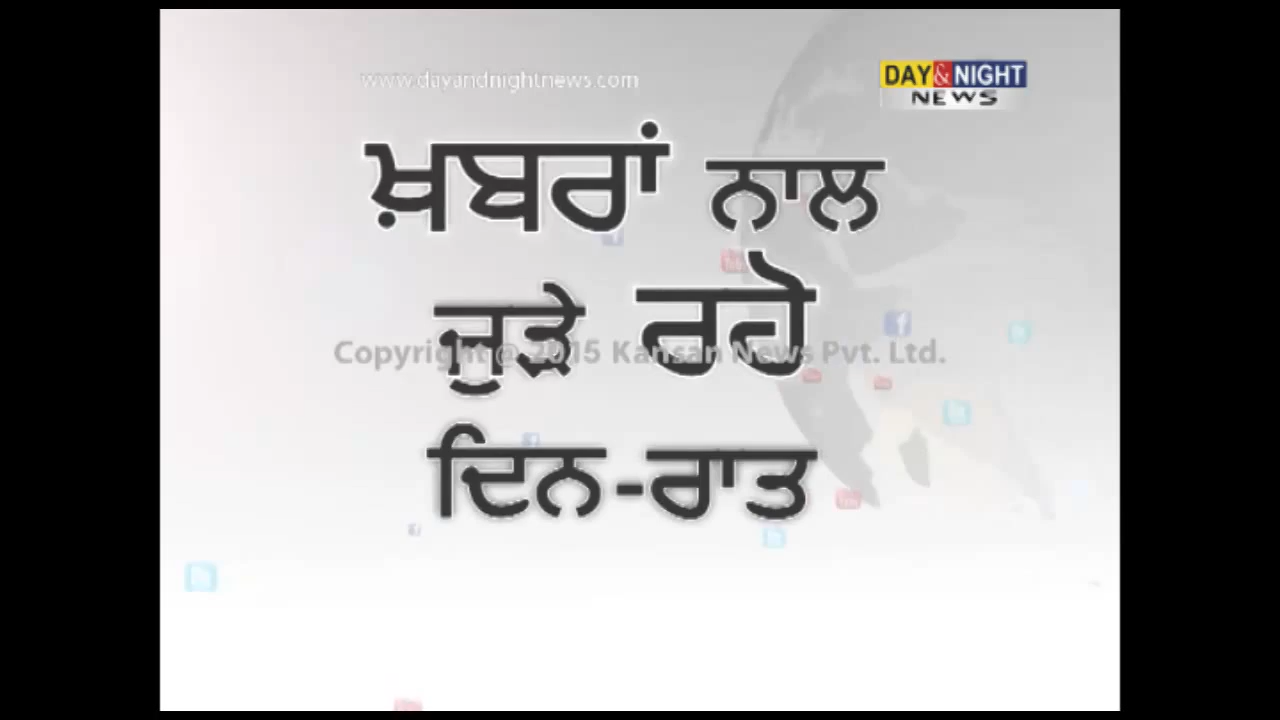 www.dayandnightnews.com
DAY & NIGHT
NEWS
ਖ਼ਬਰਾਂ ਨਾਲ
ਜੁੜੇ ਰਹੋ
Copyright @ 2015 Kansan News Pvt. Ltd.
ਦਿਨ-ਰਾਤ